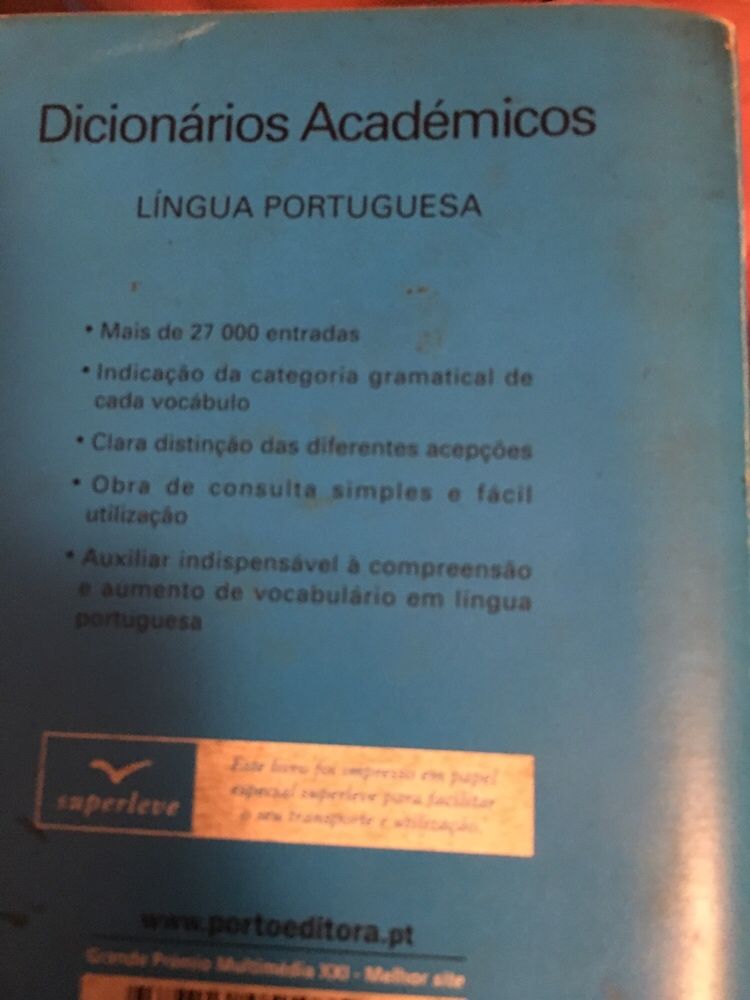 Dicionários Académicos
LÍNGUA PORTUGUESA
• Mais de 27 000 entradas
• Indicação da categoria gramatical de
cada vocábulo
• Clara distinção das diferentes acepções
• Obra de consulta simples e fácil
utilização
• Auxiliar indispensável à compreensão
e aumento de vocabulário em língua
portuguesa
superleve
Este livro foi impresso em papel
especial superleve para facilitar
o seu transporte e utilização.
www.portoeditora.pt
Grande Prémio Multimédia XXI - Melhor site